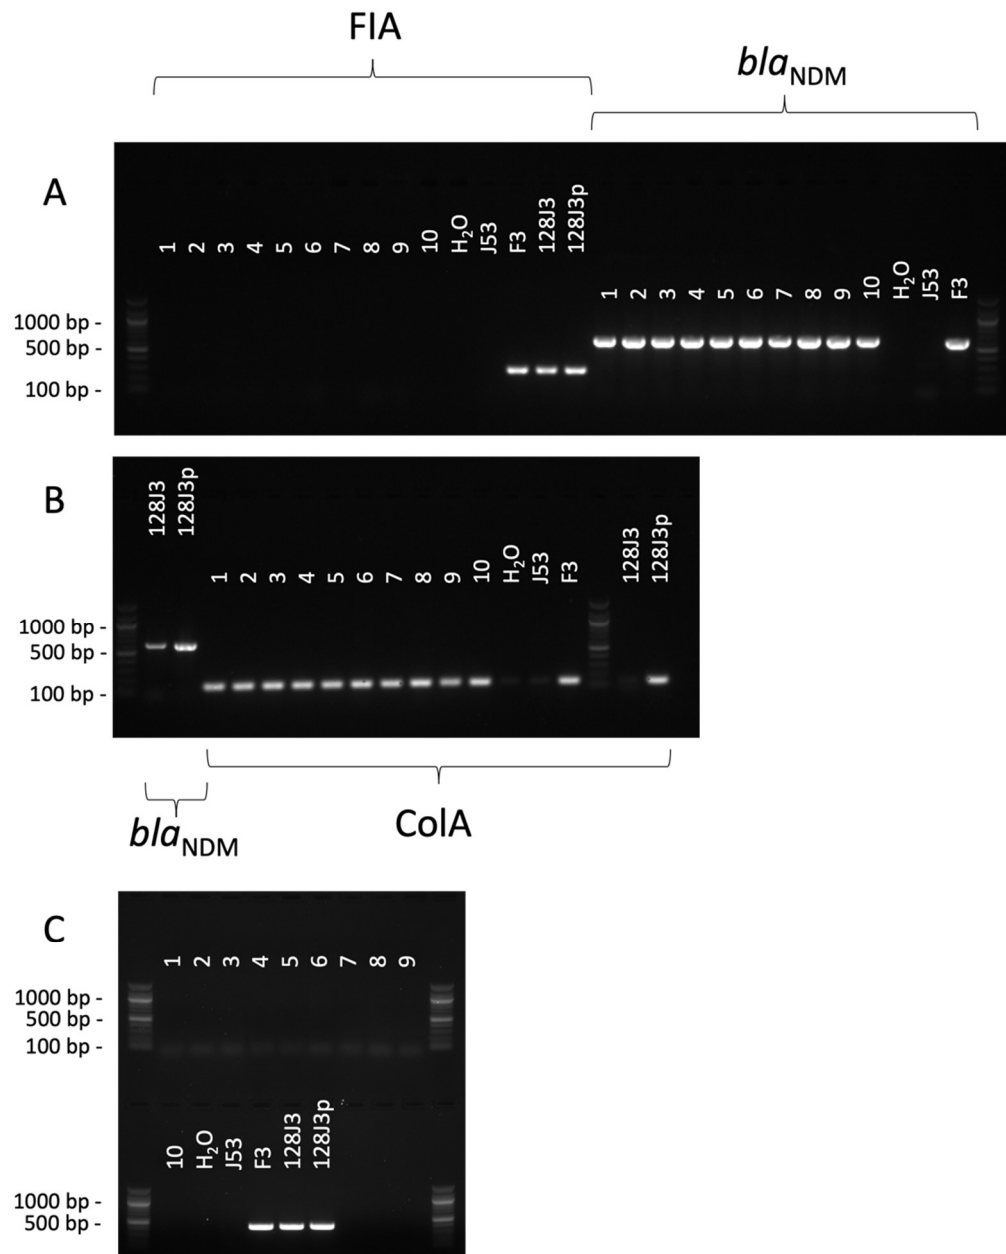 FIA
bla NDM
A
1 2 3 4 5 6 7 8 9 10 H₂O J53 F3 128J3 128J3p
1 2 3 4 5 6 7 8 9 10 H₂O J53 F3
1000 bp -
500 bp -
100 bp -
B
128J3 128J3p
1 2 3 4 5 6 7 8 9 10 H₂O J53 F3 128J3 128J3p
1000 bp -
500 bp -
100 bp -
bla NDM
ColA
C
1 2 3 4 5 6 7 8 9
1000 bp -
500 bp -
100 bp -
10 H₂O J53 F3 128J3 128J3p
1000 bp -
500 bp -